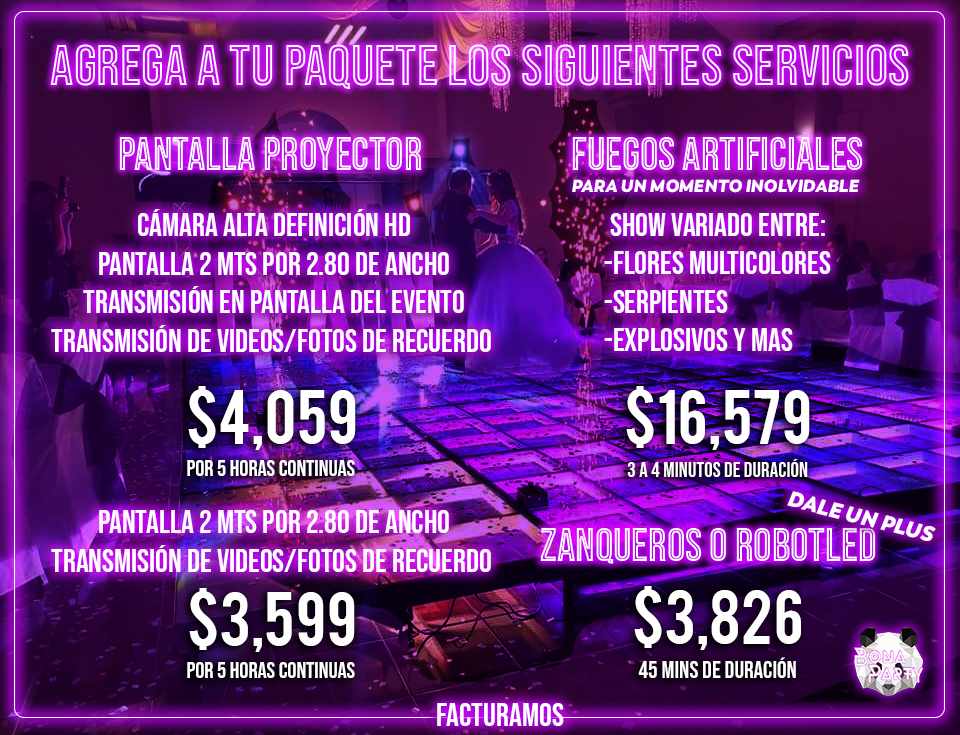 AGREGA A TU PAQUETE LOS SIGUIENTES SERVICIOS
PANTALLA PROYECTOR
CÁMARA ALTA DEFINICIÓN HD
PANTALLA 2 MTS POR 2.80 DE ANCHO
TRANSMISIÓN EN PANTALLA DEL EVENTO
TRANSMISIÓN DE VIDEOS/FOTOS DE RECUERDO
$4,059
POR 5 HORAS CONTINUAS
PANTALLA 2 MTS POR 2.80 DE ANCHO
TRANSMISIÓN DE VIDEOS/FOTOS DE RECUERDO
$3,599
POR 5 HORAS CONTINUAS
FUEGOS ARTIFICIALES
PARA UN MOMENTO INOLVIDABLE
SHOW VARIADO ENTRE:
-FLORES MULTICOLORES
-SERPIENTES
-EXPLOSIVOS Y MAS
$16,579
3 A 4 MINUTOS DE DURACIÓN
DALE UN PLUS
ZANQUEROS O ROBOTLED
$3,826
45 MINS DE DURACIÓN
BONA
PARTY
FACTURAMOS